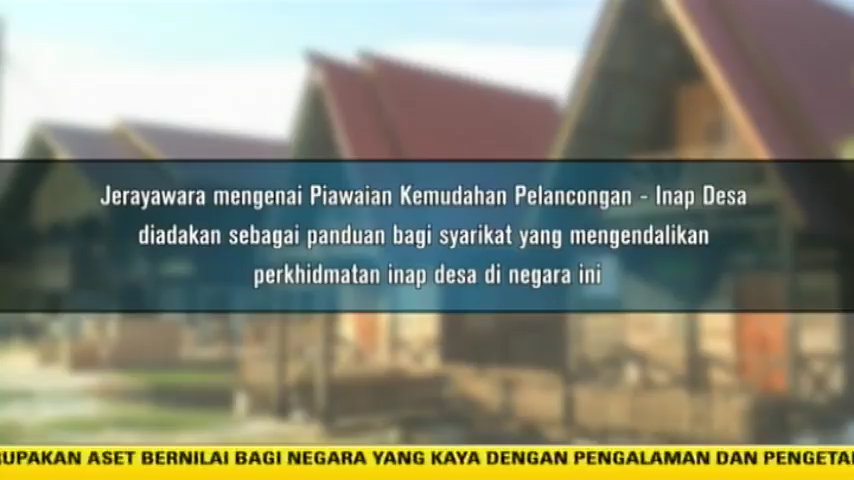 Jerayawara mengenai Piawaian Kemudahan Pelancongan - Inap Desa
diadakan sebagai panduan bagi syarikat yang mengendalikan
perkhidmatan inap desa di negara ini
ASET BERNILAI BAGI NEGARA YANG KAYA DENGAN PENGALAMAN DAN